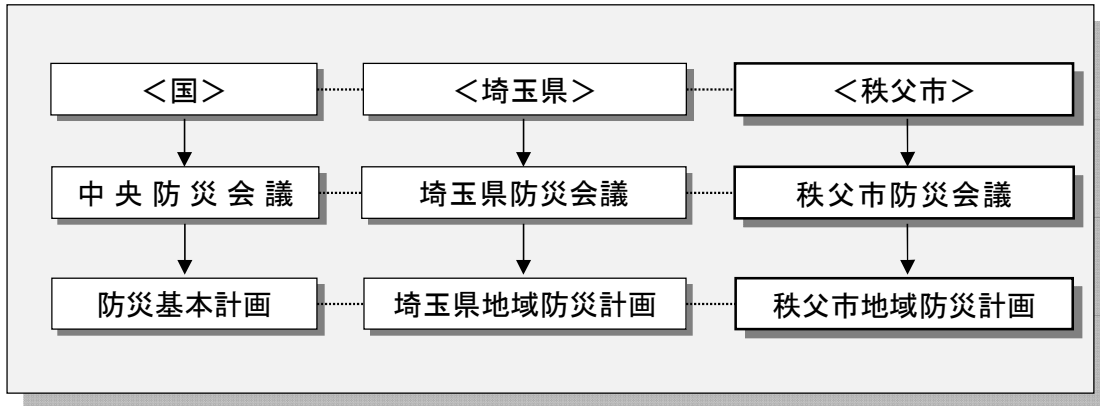 ＜国＞
＜埼玉県＞
＜秩父市＞
中央防災会議
埼玉県防災会議
秩父市防災会議
防災基本計画
埼玉県地域防災計画
秩父市地域防災計画